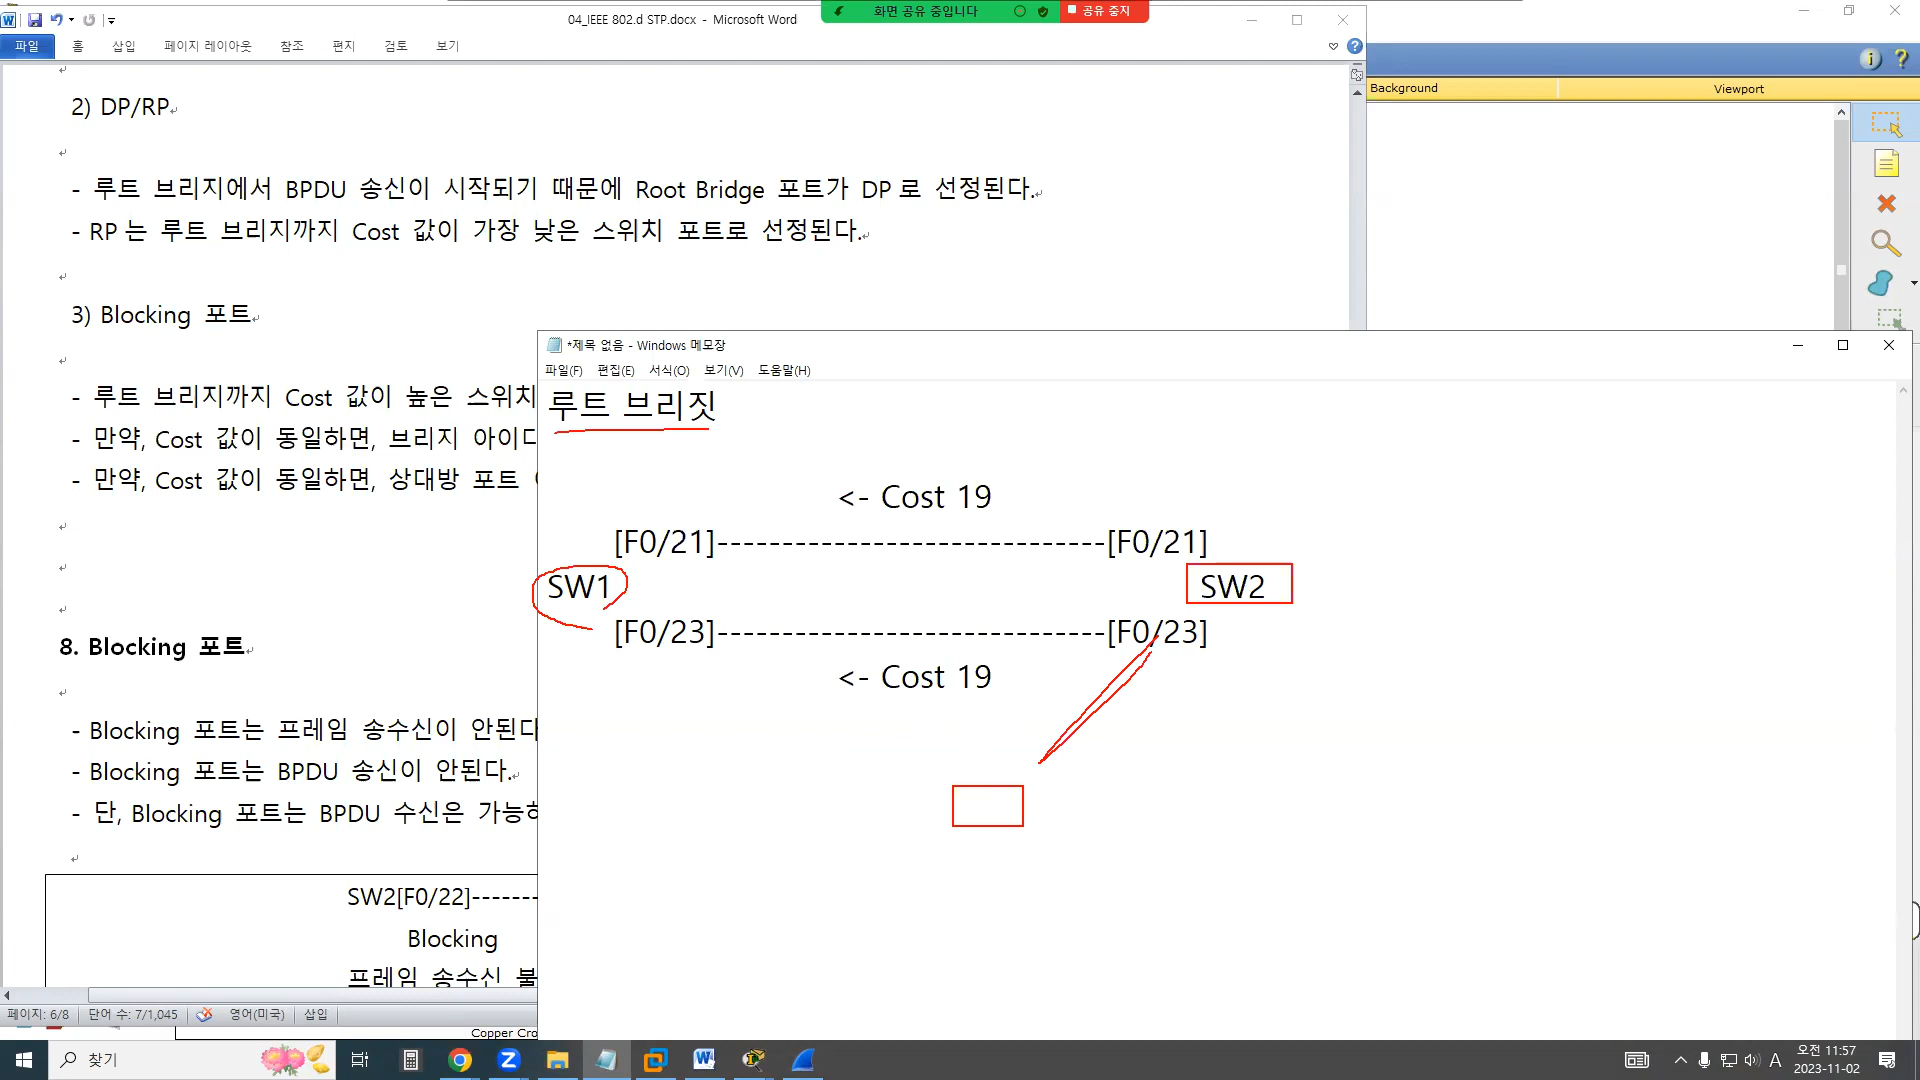 04_IEEE 802.d STP.docx - Microsoft Word
화면 공유 중입니다
공유 중지
파일 홈 삽입 페이지 레이아웃 참조 편지 검토 보기
Background Viewport
2) DP/RP
- 루트 브리지에서 BPDU 송신이 시작되기 때문에 Root Bridge 포트가 DP로 선정된다.
- RP는 루트 브리지까지 Cost 값이 가장 낮은 스위치 포트로 선정된다.
3) Blocking 포트
- 루트 브리지까지 Cost 값이 높은 스위치
- 만약, Cost 값이 동일하면, 브리지 아이디
- 만약, Cost 값이 동일하면, 상대방 포트
8. Blocking 포트
- Blocking 포트는 프레임 송수신이 안된다
- Blocking 포트는 BPDU 송신이 안된다.
- 단, Blocking 포트는 BPDU 수신은 가능하
SW2[F0/22]------
Blocking
프레임 송수신 불
*제목 없음 - Windows 메모장
파일(F) 편집(E) 서식(O) 보기(V) 도움말(H)
루트 브리짓
<- Cost 19
[F0/21]------------------------------[F0/21]
SW1 SW2
[F0/23]------------------------------[F0/23]
<- Cost 19
페이지: 6/8 단어 수: 7/1,045 영어(미국) 삽입
Copper Cro
찾기
A
오전 11:57
2023-11-02